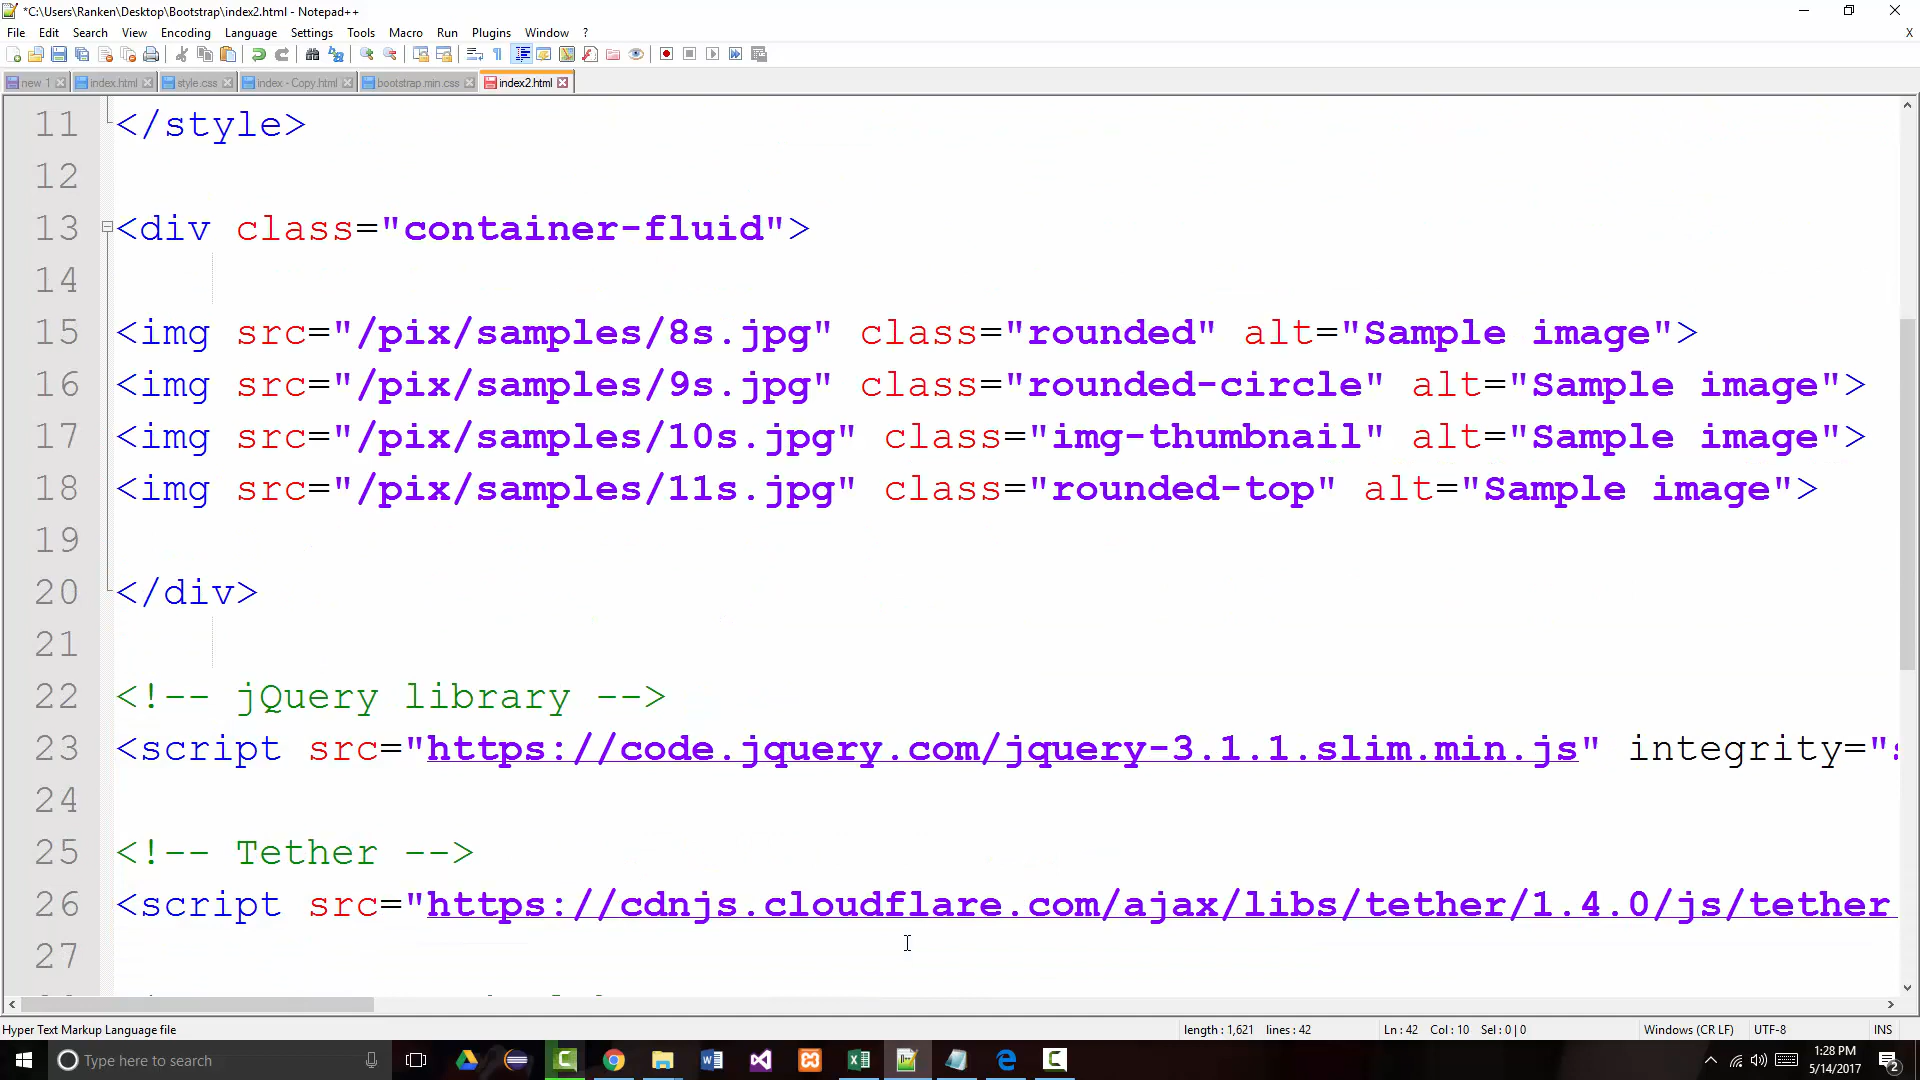 *C:\Users\Ranken\Desktop\Bootstrap\index2.html - Notepad++
File Edit Search View Encoding Language Settings Tools Macro Run Plugins Window ? X
new 1 index.html style.css index - Copy.html bootstrap.min.css index2.html
11 </style>
12
13 <div class="container-fluid">
14
15 <img src="/pix/samples/8s.jpg" class="rounded" alt="Sample image">
16 <img src="/pix/samples/9s.jpg" class="rounded-circle" alt="Sample image">
17 <img src="/pix/samples/10s.jpg" class="img-thumbnail" alt="Sample image">
18 <img src="/pix/samples/11s.jpg" class="rounded-top" alt="Sample image">
19
20 </div>
21
22 <!-- jQuery library -->
23 <script src="https://code.jquery.com/jquery-3.1.1.slim.min.js" integrity="s
24
25 <!-- Tether -->
26 <script src="https://cdnjs.cloudflare.com/ajax/libs/tether/1.4.0/js/tether
27
Hyper Text Markup Language file length : 1,621 lines : 42 Ln : 42 Col : 10 Sel : 0 | 0 Windows (CR LF) UTF-8 INS
Type here to search 1:28 PM
5/14/2017 2